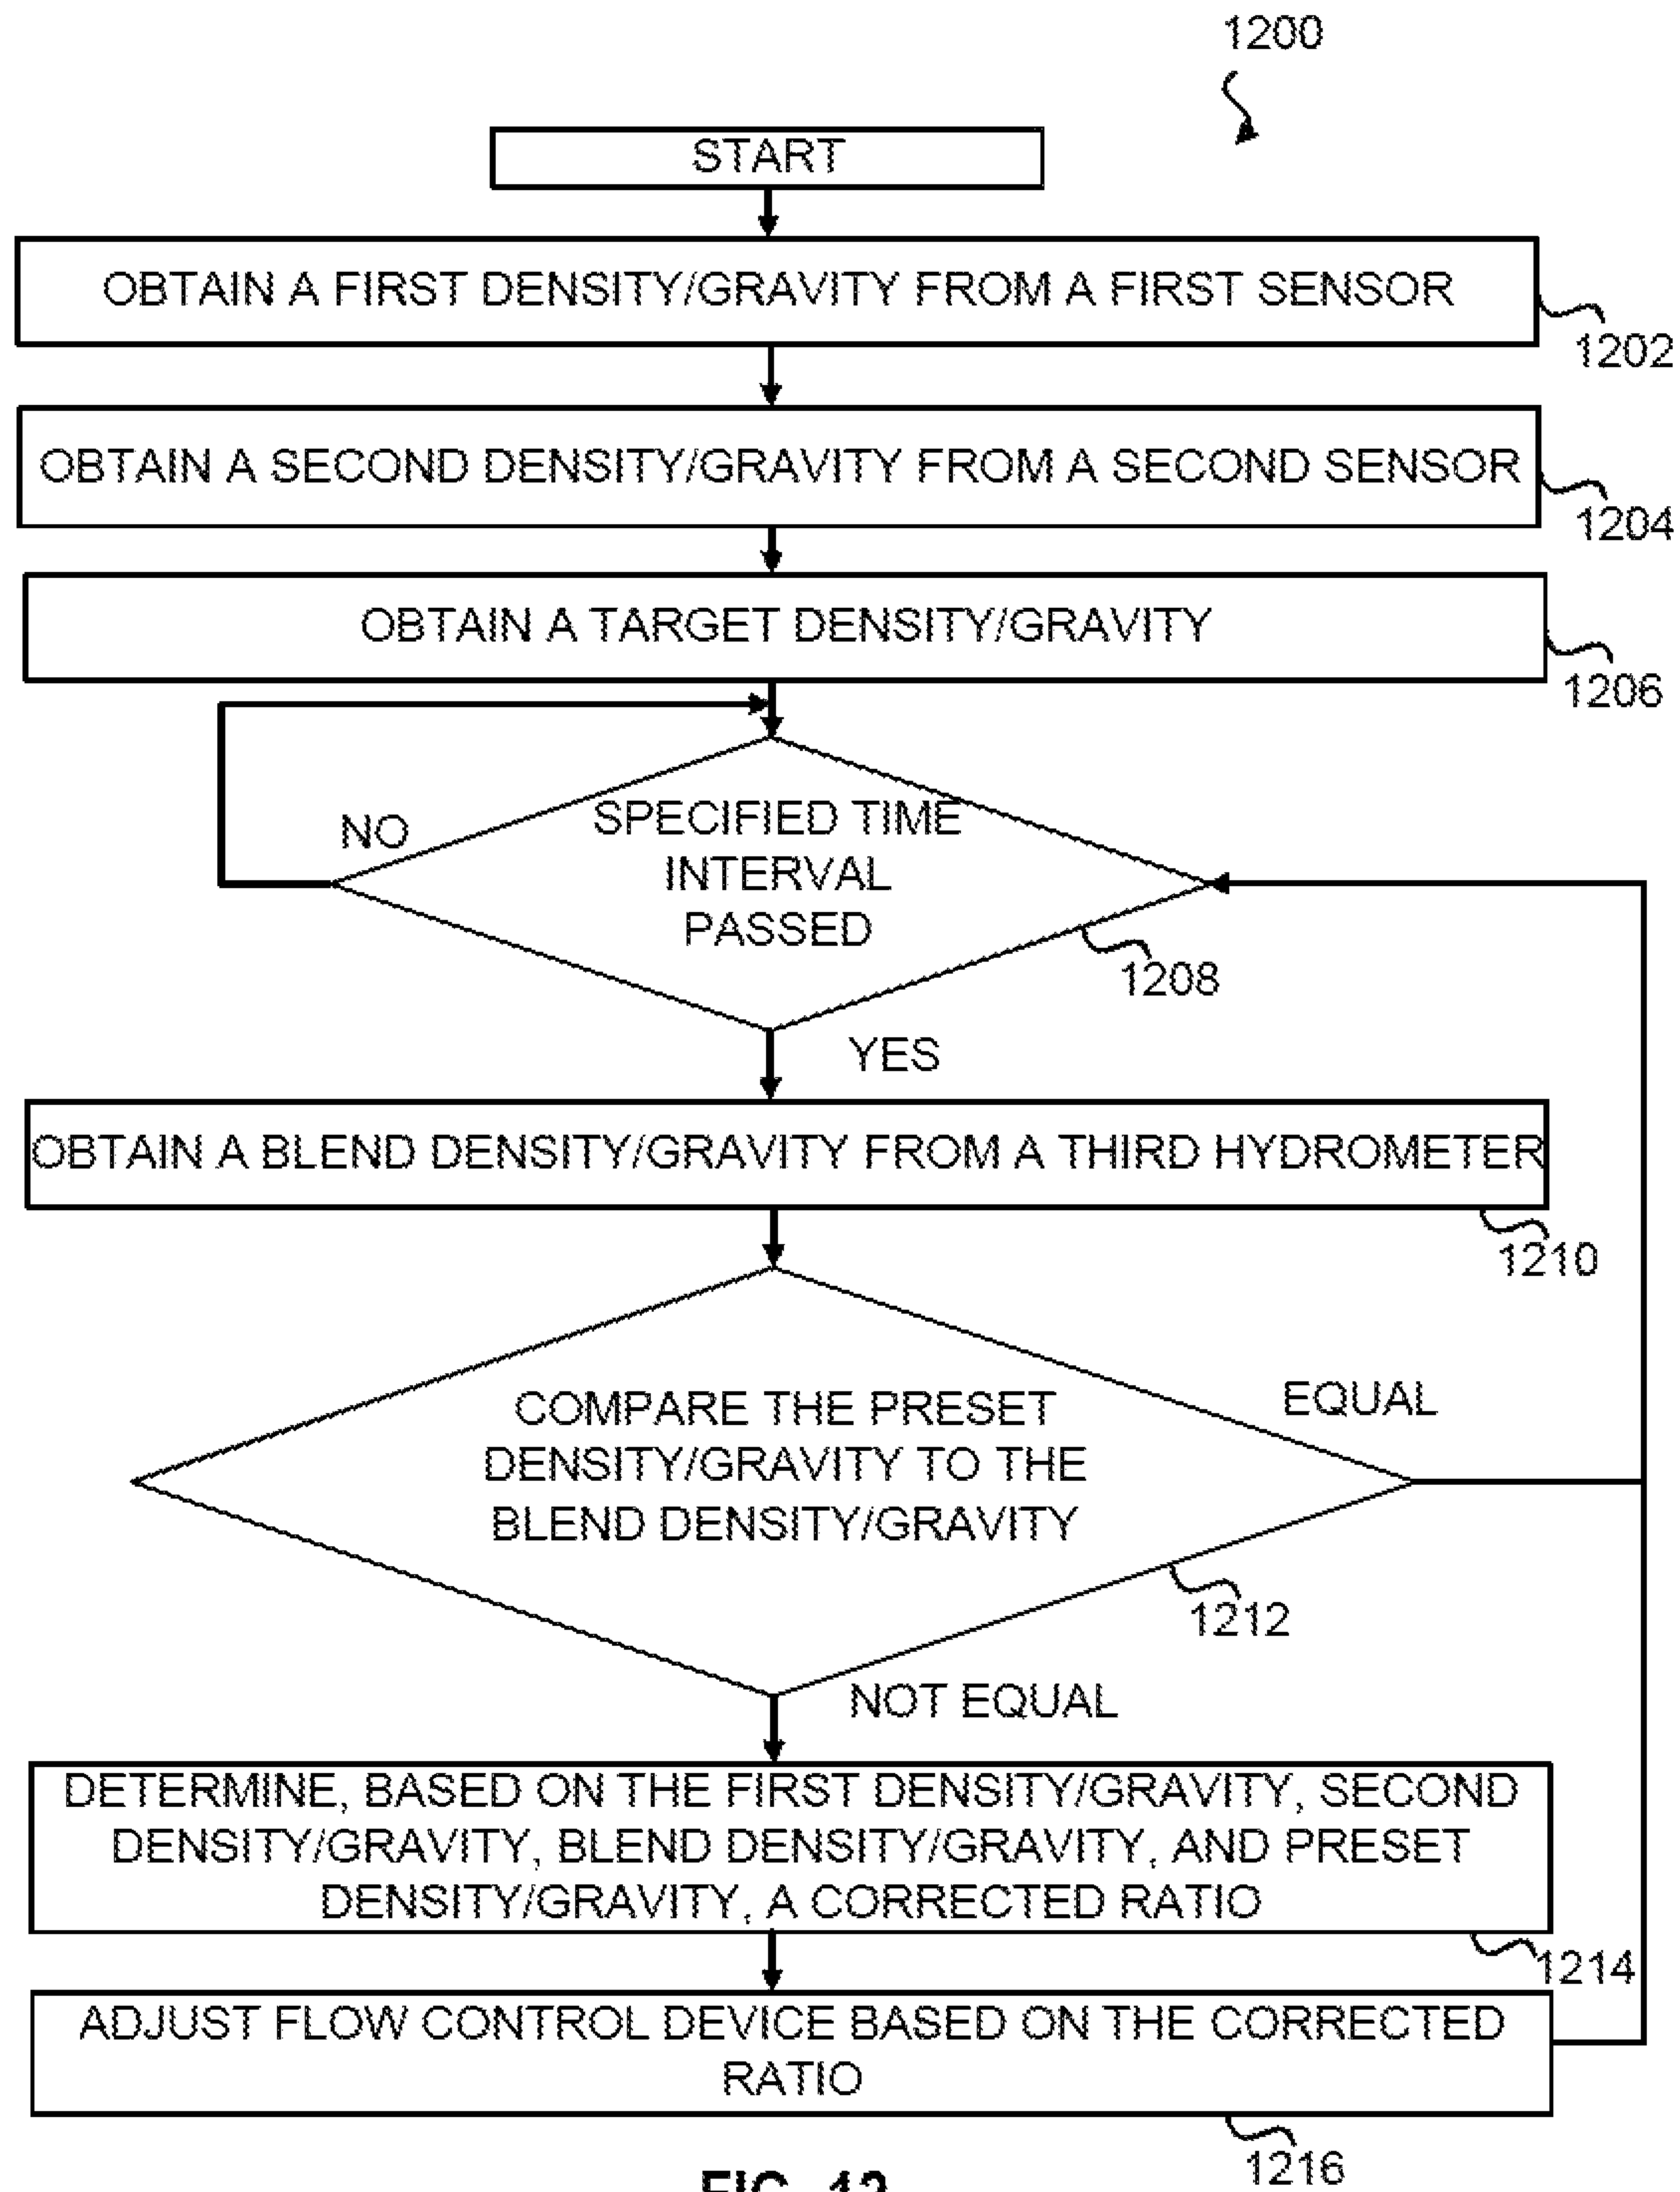 1200
START
OBTAIN A FIRST DENSITY/GRAVITY FROM A FIRST SENSOR
1202
OBTAIN A SECOND DENSITY/GRAVITY FROM A SECOND SENSOR
1204
OBTAIN A TARGET DENSITY/GRAVITY
1206
NO
SPECIFIED TIME
INTERVAL
PASSED
1208
YES
OBTAIN A BLEND DENSITY/GRAVITY FROM A THIRD HYDROMETER
1210
COMPARE THE PRESET
DENSITY/GRAVITY TO THE
BLEND DENSITY/GRAVITY
EQUAL
1212
NOT EQUAL
DETERMINE, BASED ON THE FIRST DENSITY/GRAVITY, SECOND
DENSITY/GRAVITY, BLEND DENSITY/GRAVITY, AND PRESET
DENSITY/GRAVITY, A CORRECTED RATIO
1214
ADJUST FLOW CONTROL DEVICE BASED ON THE CORRECTED
RATIO
1216
FIG.